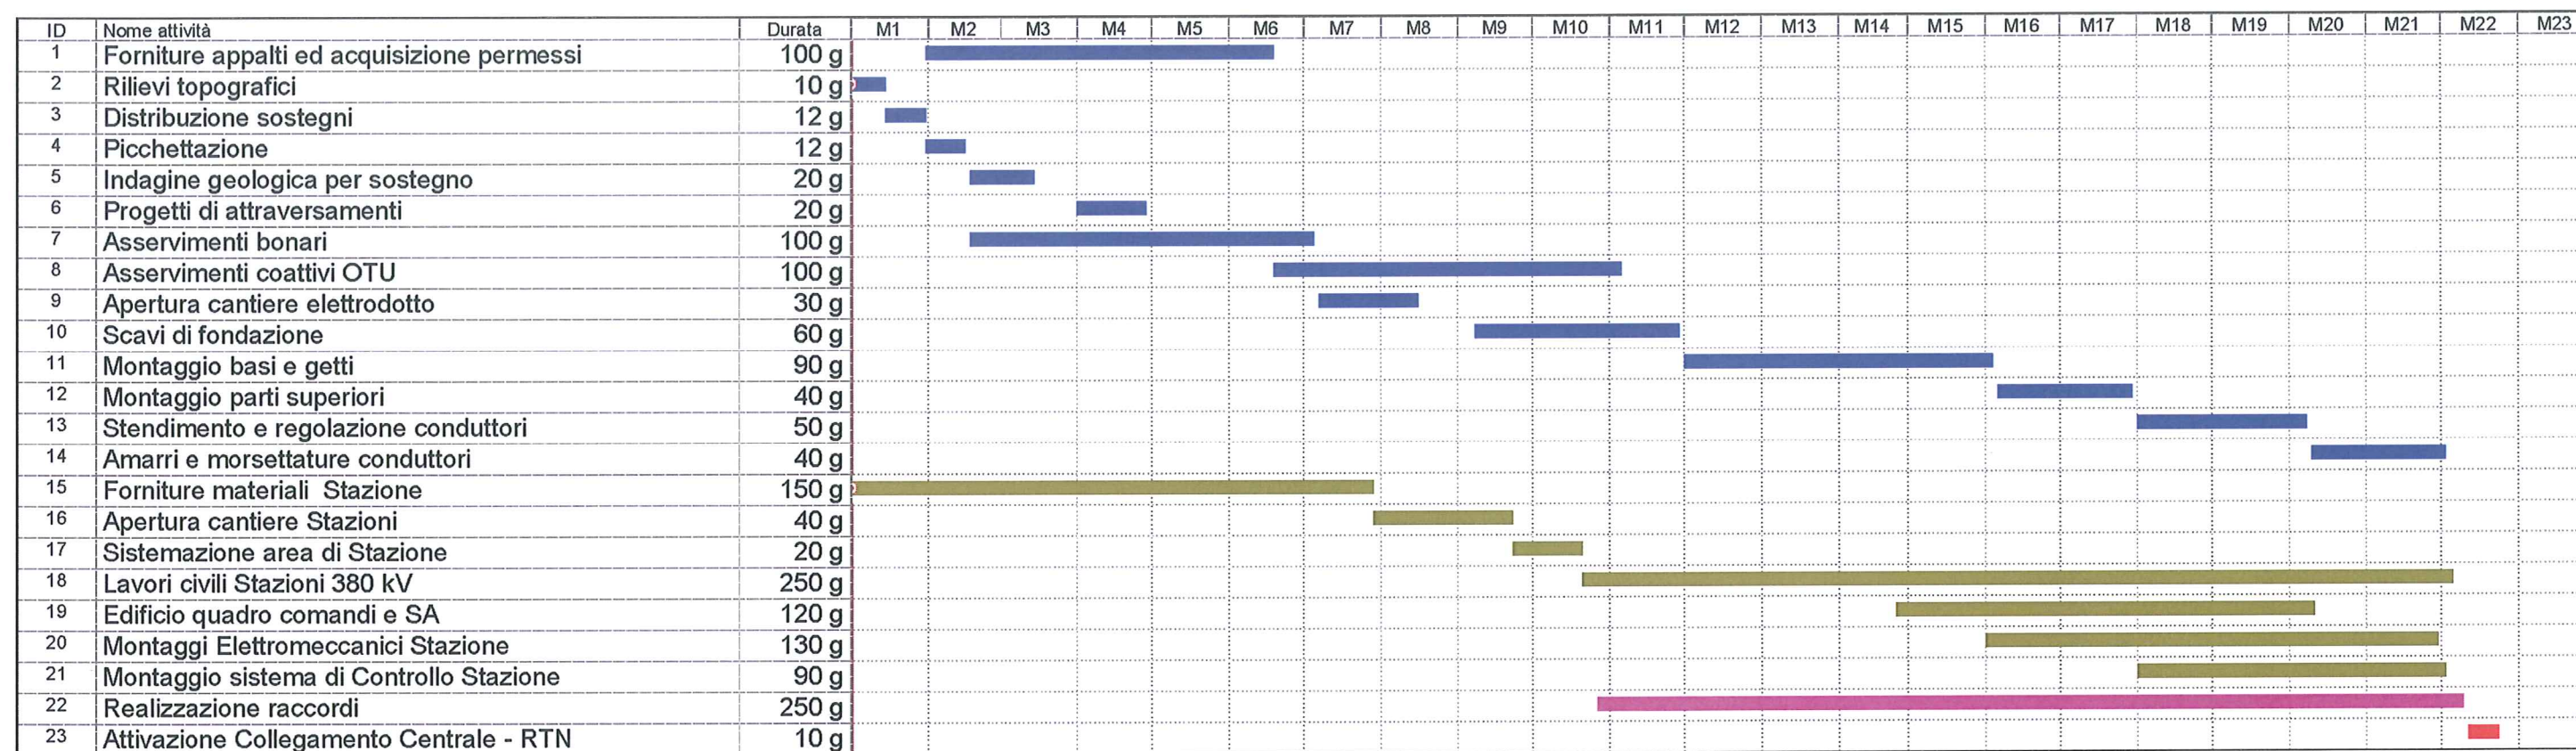 ID Nome attività Durata M1 M2 M3 M4 M5 M6 M7 M8 M9 M10 M11 M12 M13 M14 M15 M16 M17 M18 M19 M20 M21 M22 M23
1 Forniture appalti ed acquisizione permessi 100 g
2 Rilievi topografici 10 g
3 Distribuzione sostegni 12 g
4 Picchettazione 12 g
5 Indagine geologica per sostegno 20 g
6 Progetti di attraversamenti 20 g
7 Asservimenti bonari 100 g
8 Asservimenti coattivi OTU 100 g
9 Apertura cantiere elettrodotto 30 g
10 Scavi di fondazione 60 g
11 Montaggio basi e getti 90 g
12 Montaggio parti superiori 40 g
13 Stendimento e regolazione conduttori 50 g
14 Amarri e morsettature conduttori 40 g
15 Forniture materiali Stazione 150 g
16 Apertura cantiere Stazioni 40 g
17 Sistemazione area di Stazione 20 g
18 Lavori civili Stazioni 380 kV 250 g
19 Edificio quadro comandi e SA 120 g
20 Montaggi Elettromeccanici Stazione 130 g
21 Montaggio sistema di Controllo Stazione 90 g
22 Realizzazione raccordi 250 g
23 Attivazione Collegamento Centrale - RTN 10 g